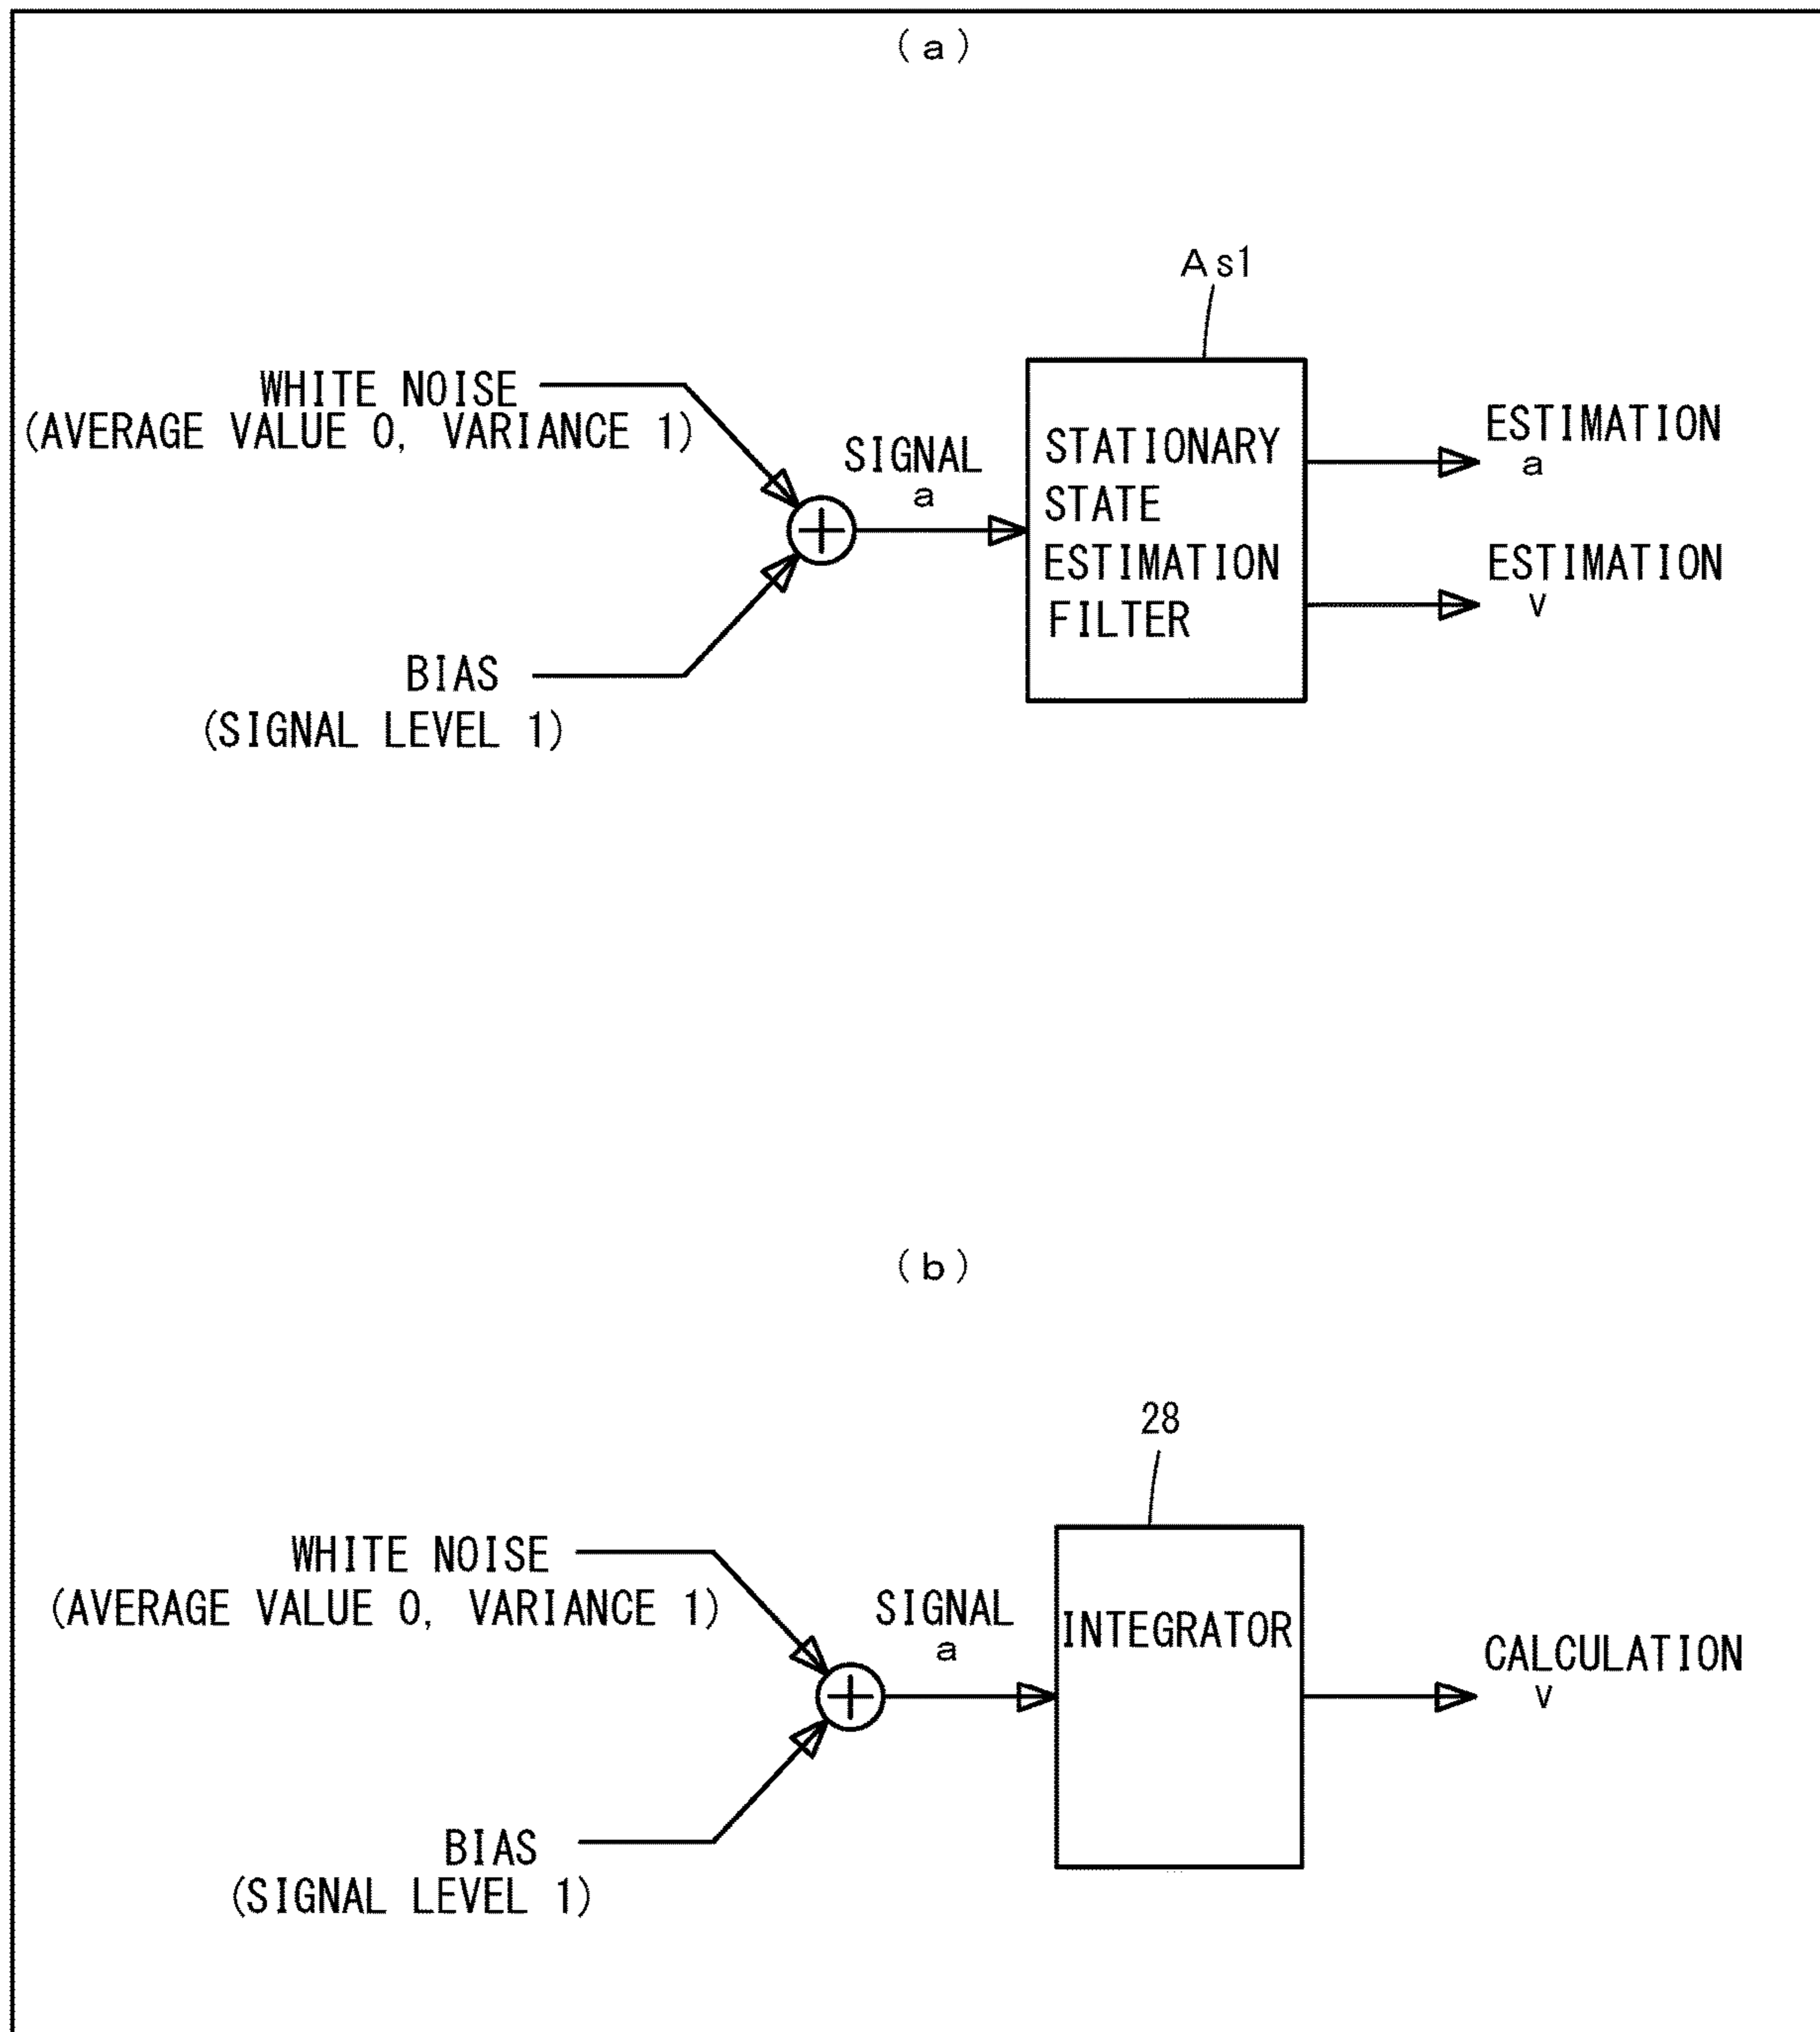 (a)
As1
WHITE NOISE
(AVERAGE VALUE 0, VARIANCE 1)
SIGNAL
a
STATIONARY
STATE
ESTIMATION
FILTER
ESTIMATION
a
ESTIMATION
v
BIAS
(SIGNAL LEVEL 1)
(b)
28
WHITE NOISE
(AVERAGE VALUE 0, VARIANCE 1)
SIGNAL
a
INTEGRATOR
CALCULATION
v
BIAS
(SIGNAL LEVEL 1)